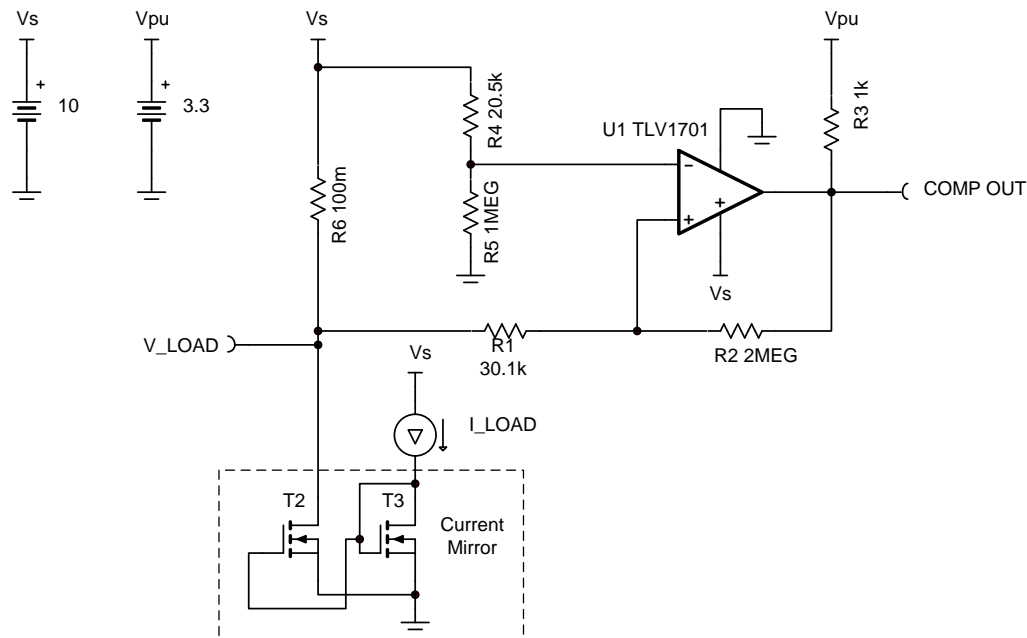 Vs
Vpu
Vs
Vpu
+
10
+
3.3
R6 100m
R4 20.5k
R5 1MEG
U1 TLV1701
–
+
+
Vs
R3 1k
COMP OUT
V_LOAD
R1
30.1k
R2 2MEG
Vs
I_LOAD
T2
T3
Current
Mirror